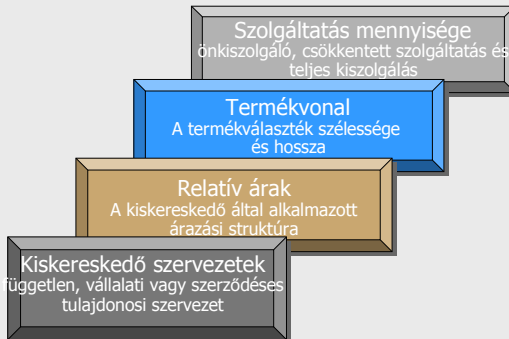 Szolgáltatás mennyisége
önkiszolgáló, csökkentett szolgáltatás és
teljes kiszolgálás
Termékvonal
A termékválaszték szélessége
és hossza
Relatív árak
A kiskereskedő által alkalmazott
árazási struktúra
Kiskereskedő szervezetek
független, vállalati vagy szerződéses
tulajdonosi szervezet